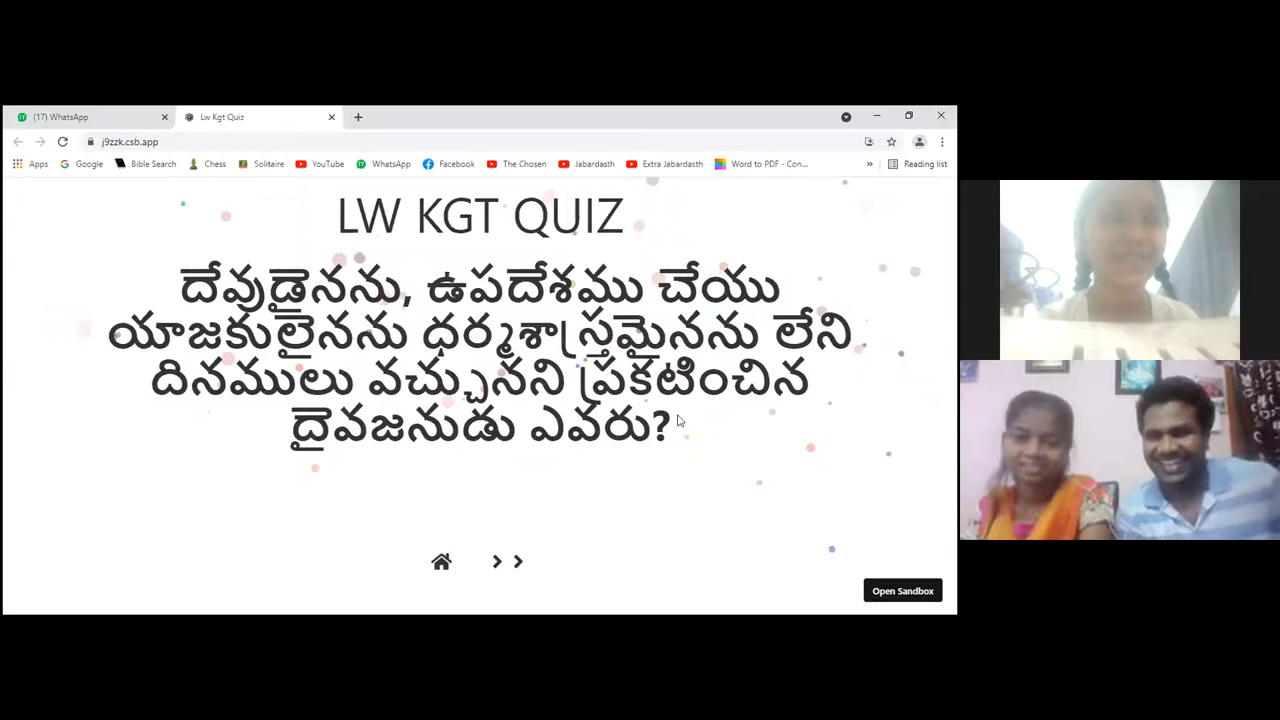 (17) WhatsApp
Lw Kgt Quiz
j9zzk.csb.app
Apps Google Bible Search Chess Solitaire YouTube WhatsApp Facebook The Chosen Jabardasth Extra Jabardasth Word to PDF - Con... » Reading list
LW KGT QUIZ
దేవుడైనను, ఉపదేశము చేయు
యాజకులైనను ధర్మశాస్త్రమైనను లేని
దినములు వచ్చునని ప్రకటించిన
దైవజనుడు ఎవరు?
Open Sandbox